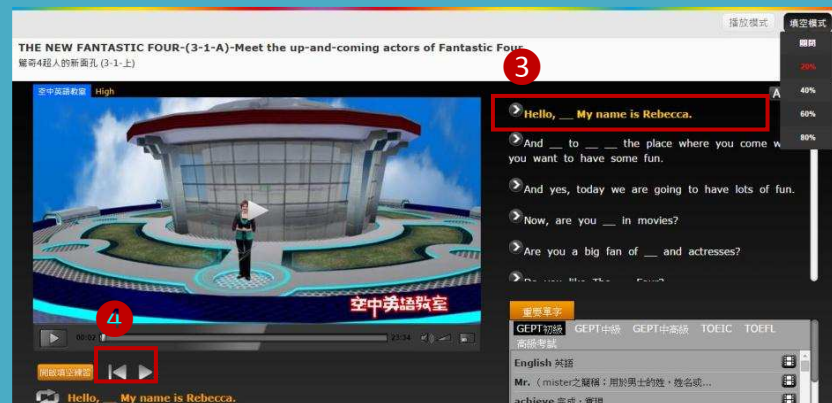 播放模式 填空模式
關閉
20%
40%
60%
80%
THE NEW FANTASTIC FOUR-(3-1-A)-Meet the up-and-coming actors of Fantastic Four
驚奇4超人的新面孔 (3-1-上)
3
空中英語教室 High
A
Hello, __ My name is Rebecca.
And __ to __ __ the place where you come w
you want to have some fun.
And yes, today we are going to have lots of fun.
Now, are you __ in movies?
Are you a big fan of __ and actresses?
空中英語教室
4
00:02 23:34
重要單字
GEPT初級 GEPT中級 GEPT中高級 TOEIC TOEFL
高級考試
開啟填空練習
English 英語
Mr. （mister之簡稱：用於男士的姓，姓名或...
Hello, __ My name is Rebecca.
achieve 完成，實現